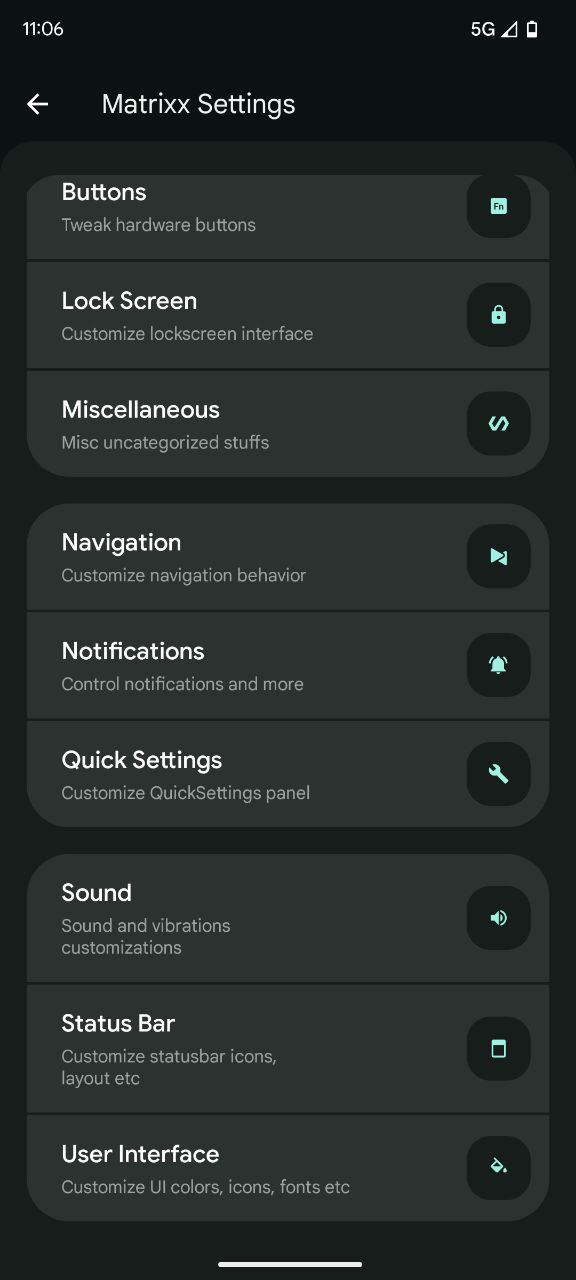 11:06
5G
Matrixx Settings
Buttons
Fn
Tweak hardware buttons
Lock Screen
Customize lockscreen interface
Miscellaneous
Misc uncategorized stuffs
Navigation
Customize navigation behavior
Notifications
Control notifications and more
Quick Settings
Customize QuickSettings panel
Sound
Sound and vibrations
customizations
Status Bar
Customize statusbar icons,
layout etc
User Interface
Customize UI colors, icons, fonts etc